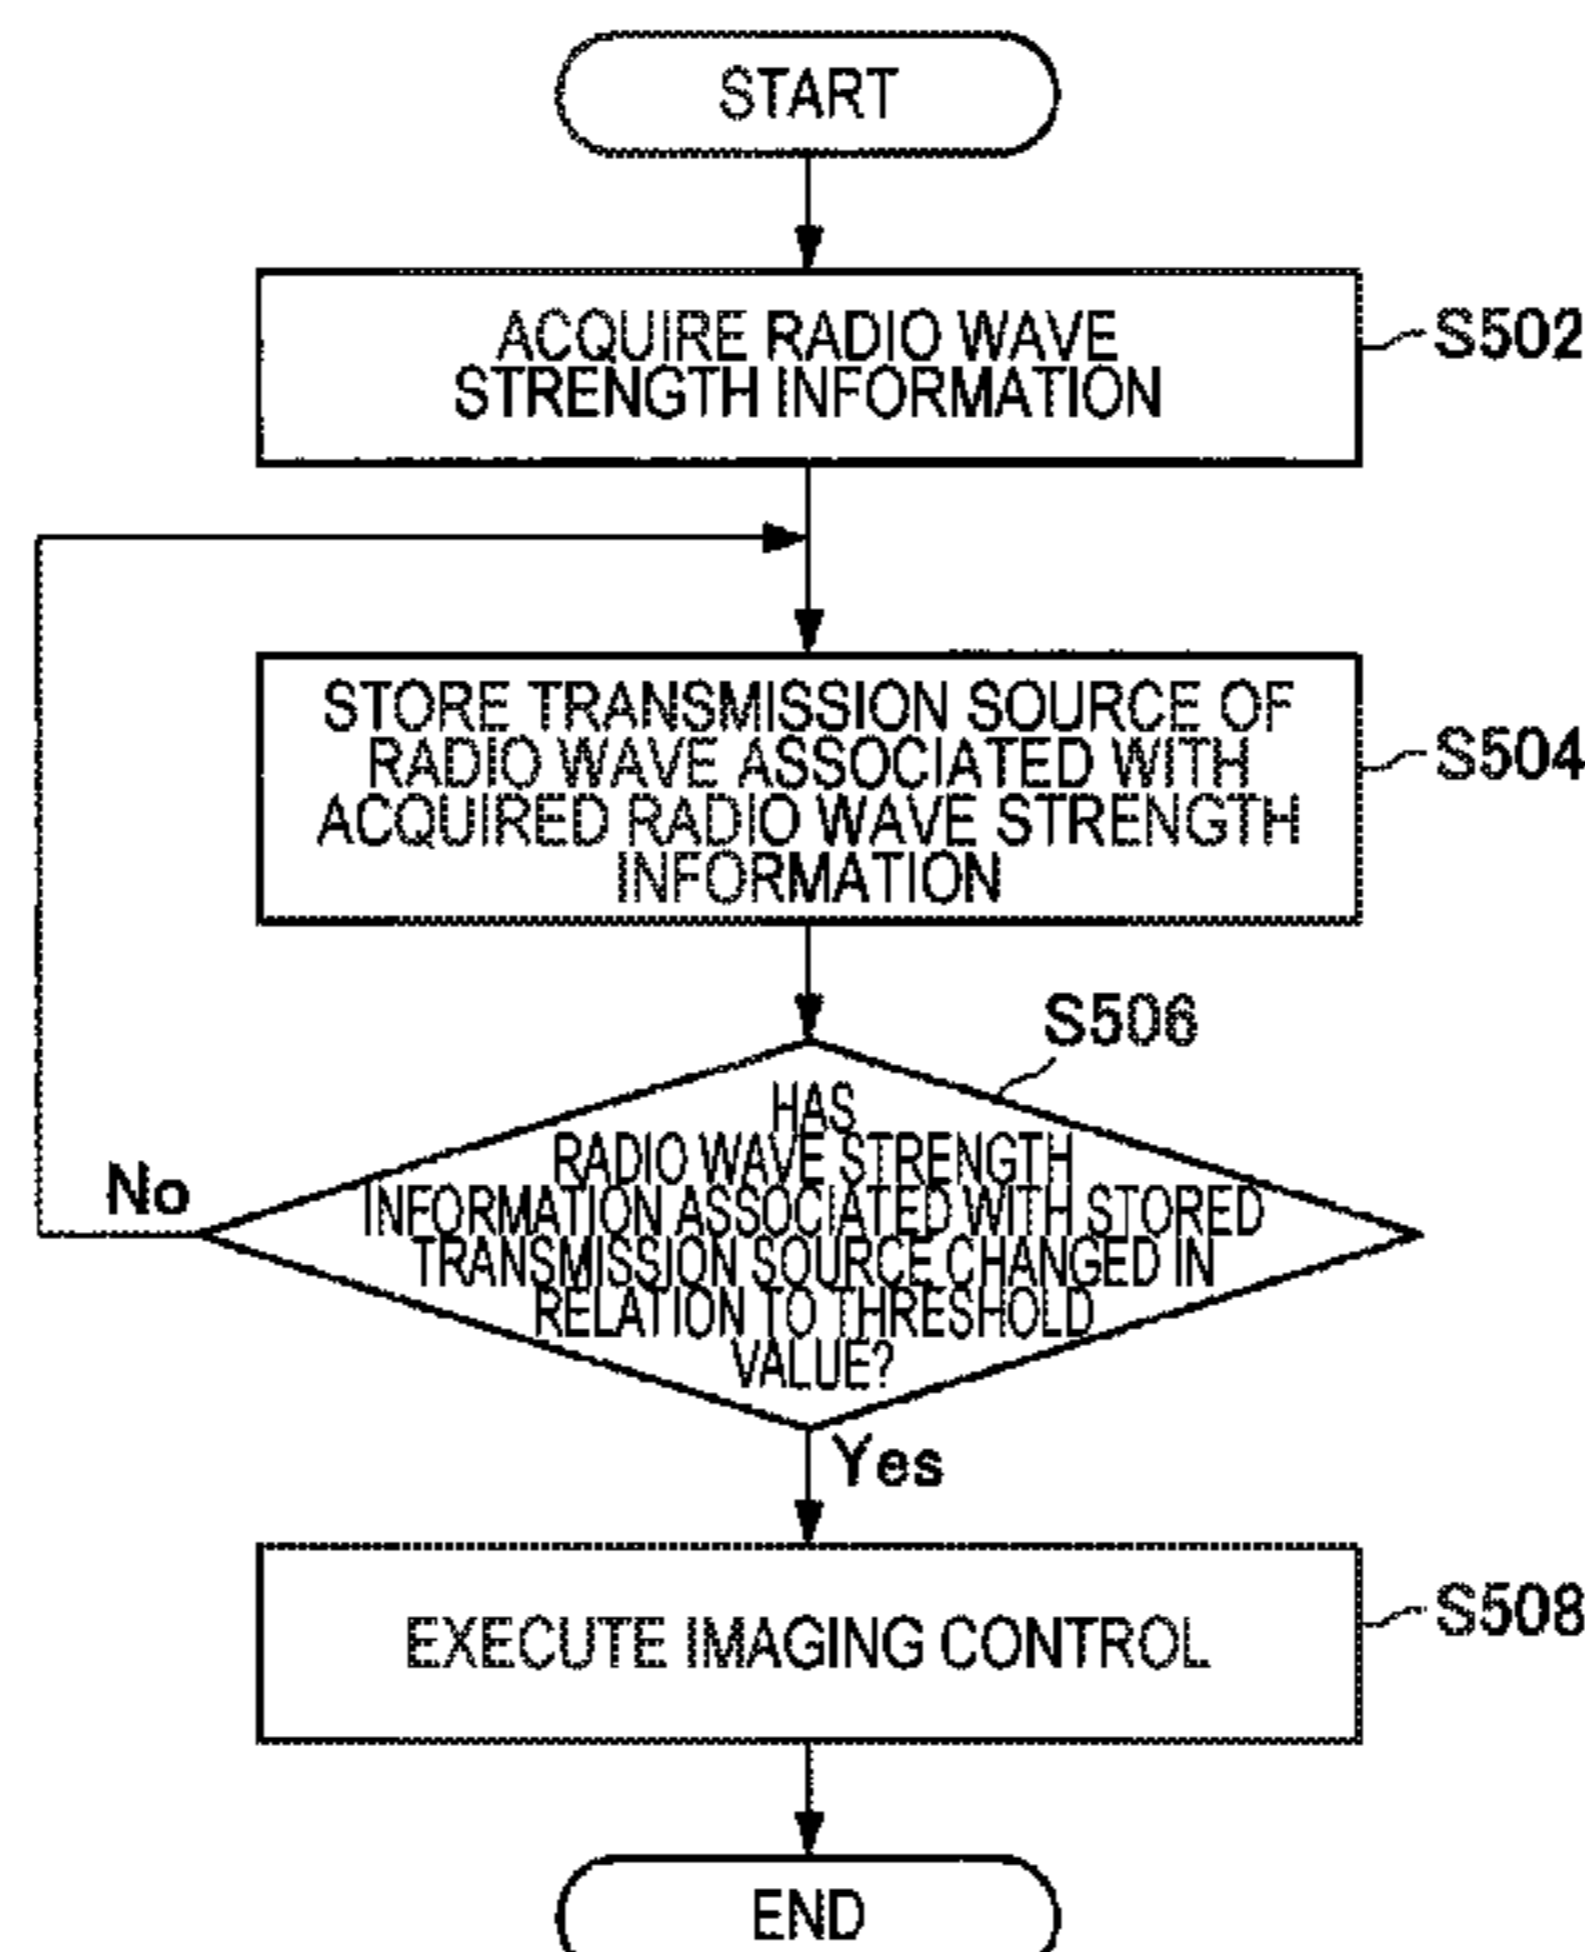 START
ACQUIRE RADIO WAVE
STRENGTH INFORMATION
S502
STORE TRANSMISSION SOURCE OF
RADIO WAVE ASSOCIATED WITH
ACQUIRED RADIO WAVE STRENGTH
INFORMATION
S504
S506
HAS
RADIO WAVE STRENGTH
INFORMATION ASSOCIATED WITH STORED
TRANSMISSION SOURCE CHANGED IN
RELATION TO THRESHOLD
VALUE?
No
Yes
EXECUTE IMAGING CONTROL
S508
END